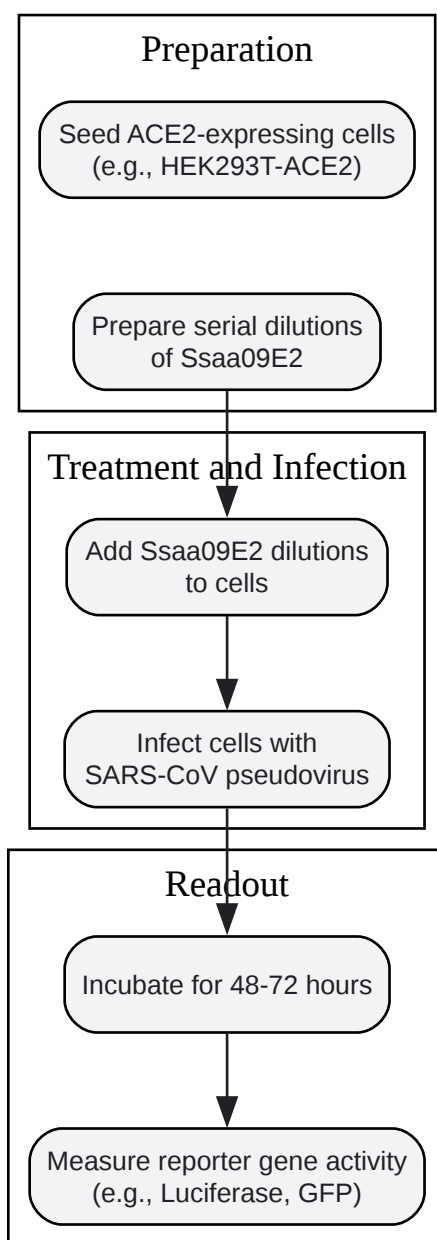 Preparation
Seed ACE2-expressing cells
(e.g., HEK293T-ACE2)
Prepare serial dilutions
of Ssaa09E2
Treatment and Infection
Add Ssaa09E2 dilutions
to cells
Infect cells with
SARS-CoV pseudovirus
Readout
Incubate for 48-72 hours
Measure reporter gene activity
(e.g., Luciferase, GFP)